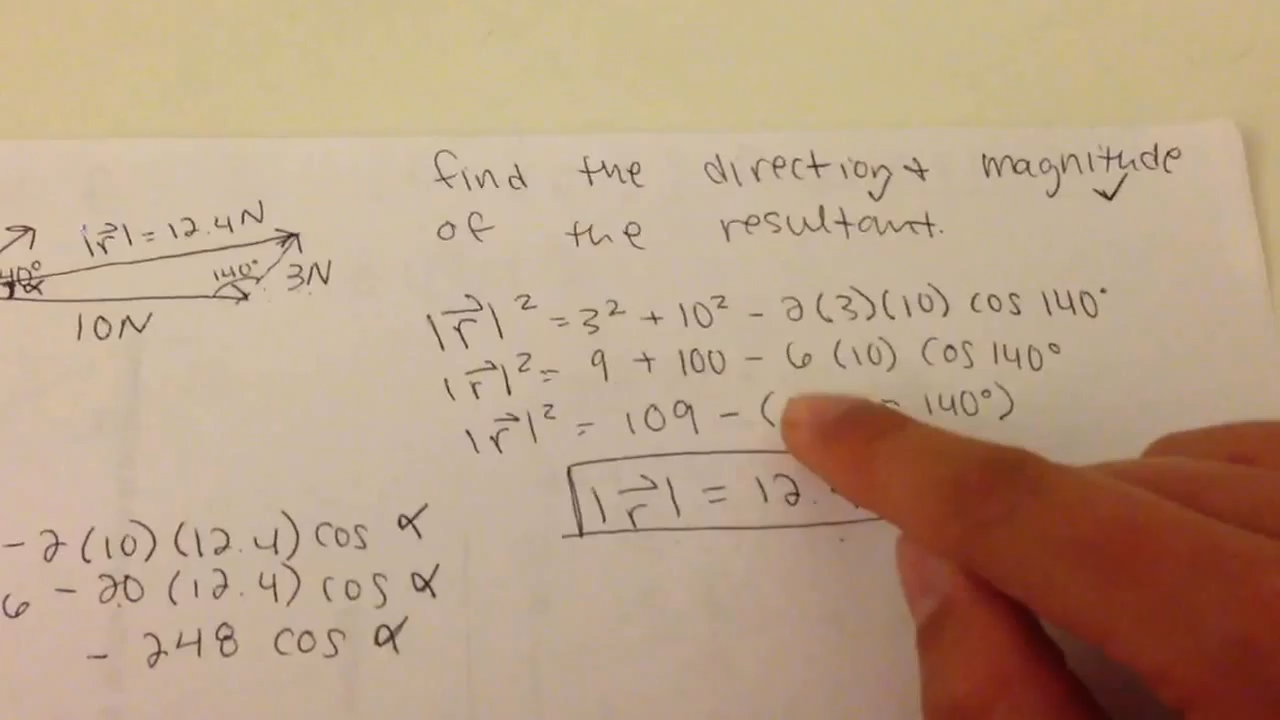 find the direction + magnitude ✓
of the resultant.
|r⃗| = 12.4N
40°
α
140°
3N
10N
|r⃗|² = 3² + 10² - 2(3)(10) cos 140°
|r⃗|² = 9 + 100 - 6(10) cos 140°
|r⃗|² = 109 - ( 140°)
|r⃗| = 12.
- 2(10)(12.4) cos α
6 - 20(12.4) cos α
- 248 cos α